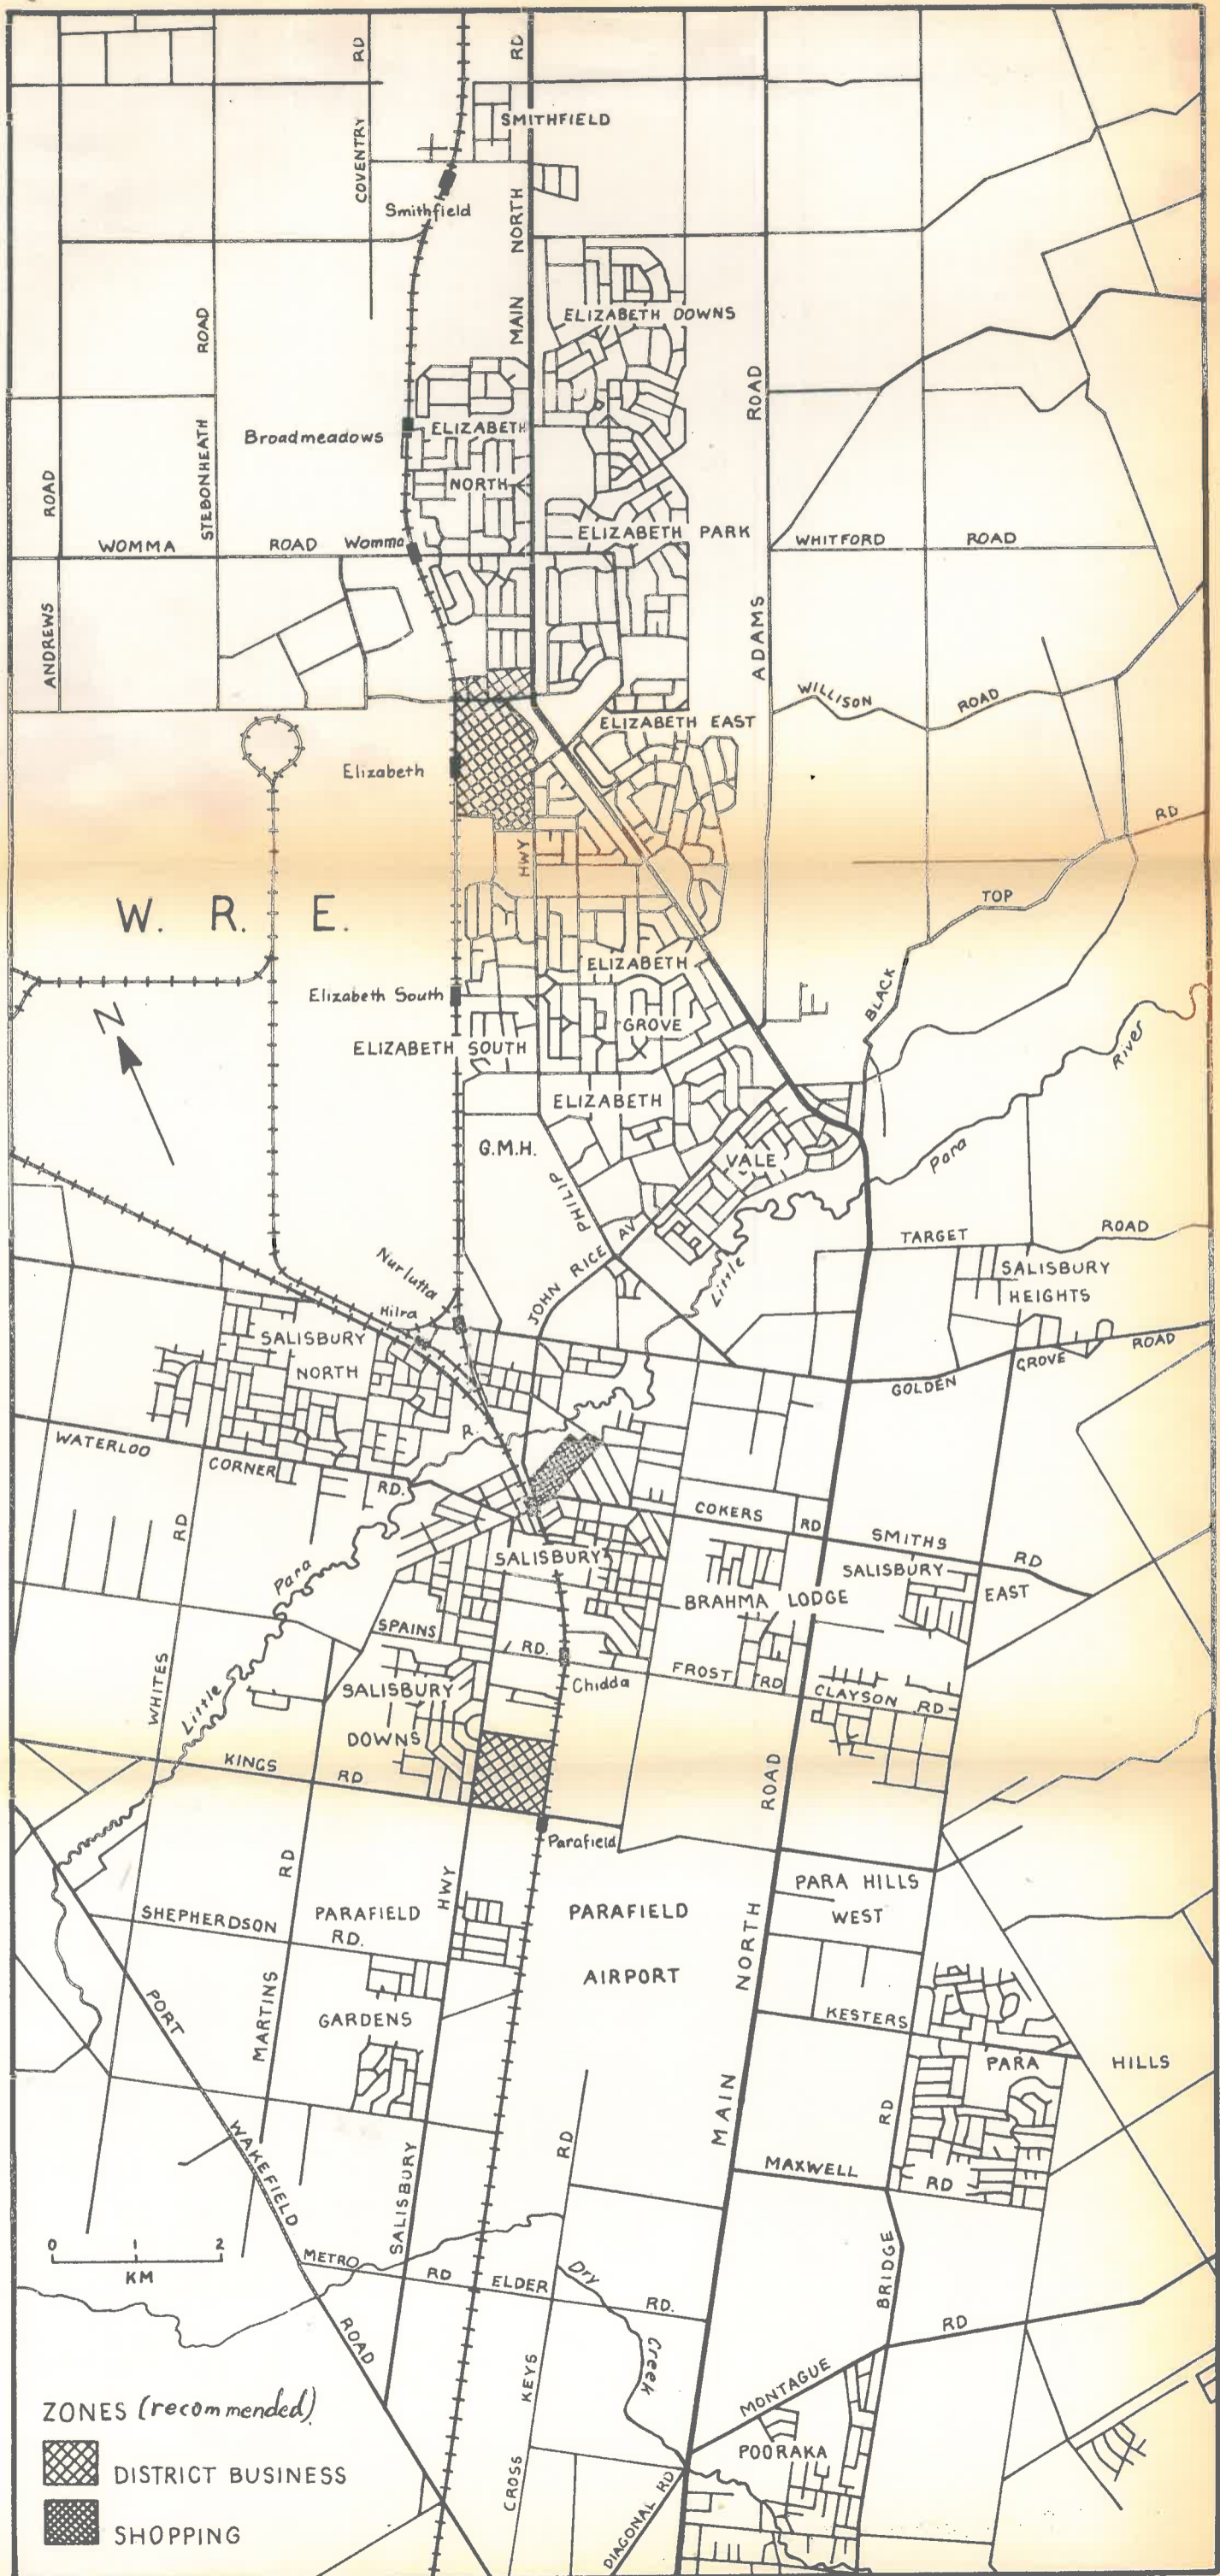 RD
RD
SMITHFIELD
COVENTRY
Smithfield
NORTH
MAIN
ELIZABETH DOWNS
ROAD
ROAD
Broadmeadows
ELIZABETH
NORTH
STEBONHEATH
ROAD
WOMMA
ROAD
Womma
ELIZABETH PARK
WHITFORD
ROAD
ANDREWS
ADAMS
WILLISON
ROAD
ELIZABETH EAST
Elizabeth
RD
HWY
TOP
W. R. E.
ELIZABETH
BLACK
Elizabeth South
GROVE
N
ELIZABETH SOUTH
River
ELIZABETH
G.M.H.
VALE
Para
PHILIP
AV
RICE
JOHN
Little
TARGET
ROAD
SALISBURY
HEIGHTS
Nurlutta
Hilra
SALISBURY
NORTH
GROVE
ROAD
GOLDEN
R.
WATERLOO
CORNER
RD.
COKERS
RD
SMITHS
RD
RD
SALISBURY
SALISBURY
EAST
Para
BRAHMA LODGE
SPAINS
RD.
FROST
RD
Chidda
CLAYSON
RD
WHITES
Little
SALISBURY
DOWNS
KINGS
RD
ROAD
Parafield
RD
HWY
PARA HILLS
WEST
SHEPHERDSON
RD.
PARAFIELD
GARDENS
PARAFIELD
AIRPORT
NORTH
KESTERS
PORT
MARTINS
PARA
HILLS
MAIN
RD
RD
MAXWELL
RD
WAKEFIELD
SALISBURY
0 1 2
KM
METRO
RD
ELDER
RD.
Dry
Creek
BRIDGE
RD
ROAD
KEYS
MONTAGUE
ZONES (recommended)
POORAKA
DISTRICT BUSINESS
CROSS
DIAGONAL RD
SHOPPING